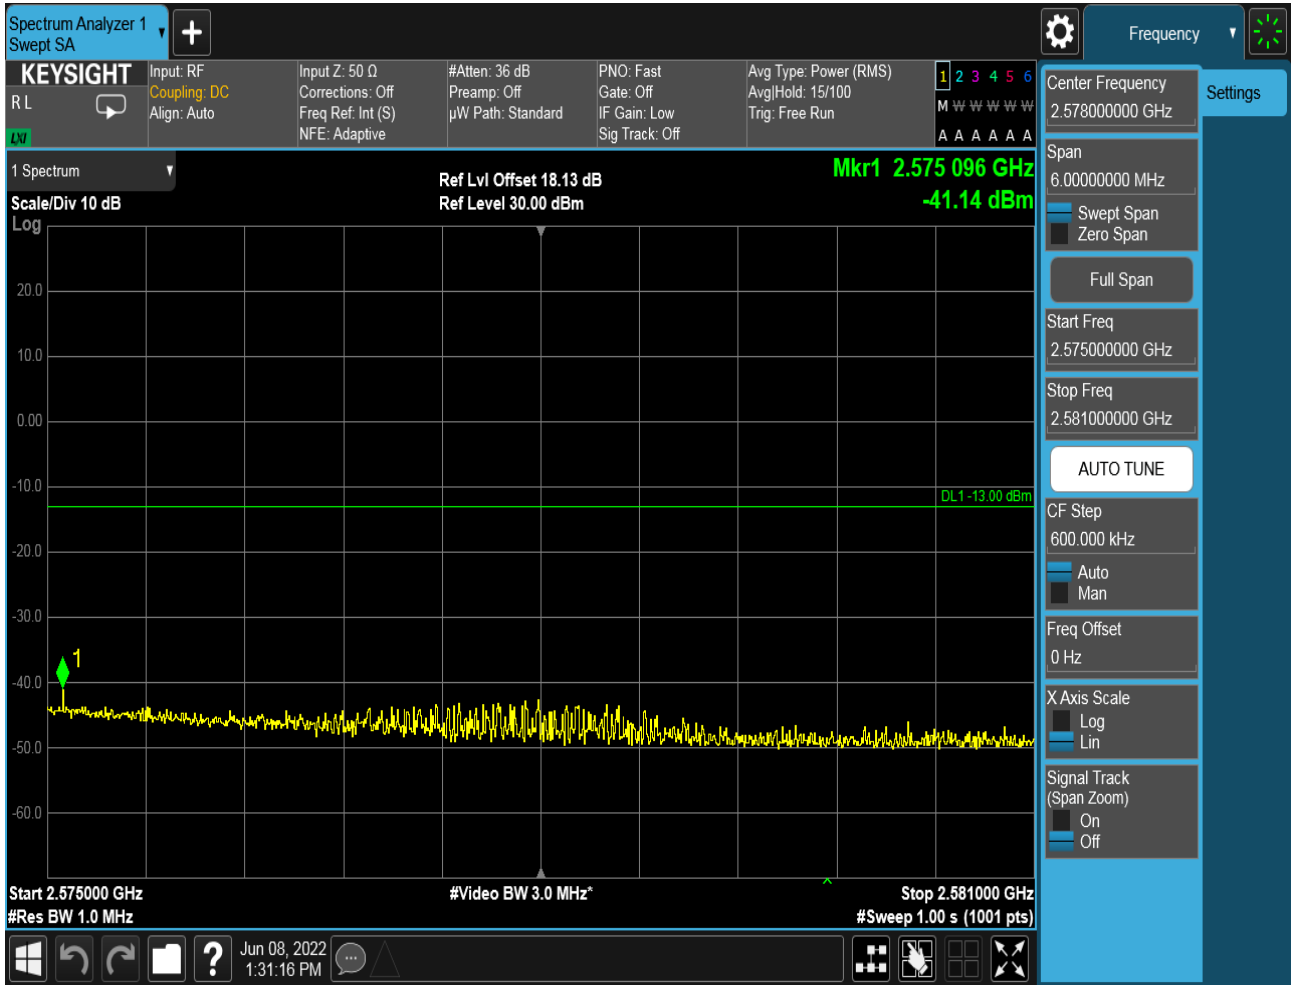 Spectrum Analyzer 1
Swept SA
Frequency
KEYSIGHT
R L
LXI
Input: RF
Coupling: DC
Align: Auto
Input Z: 50 Ω
Corrections: Off
Freq Ref: Int (S)
NFE: Adaptive
#Atten: 36 dB
Preamp: Off
µW Path: Standard
PNO: Fast
Gate: Off
IF Gain: Low
Sig Track: Off
Avg Type: Power (RMS)
Avg|Hold: 15/100
Trig: Free Run
1 2 3 4 5 6
M W W W W W
A A A A A A
1 Spectrum
Scale/Div 10 dB
Log
Ref Lvl Offset 18.13 dB
Ref Level 30.00 dBm
Mkr1 2.575 096 GHz
-41.14 dBm
20.0
10.0
0.00
-10.0
DL1 -13.00 dBm
-20.0
-30.0
1
-40.0
-50.0
-60.0
Start 2.575000 GHz
#Video BW 3.0 MHz*
Stop 2.581000 GHz
#Res BW 1.0 MHz
#Sweep 1.00 s (1001 pts)
Jun 08, 2022
1:31:16 PM
Settings
Center Frequency
2.578000000 GHz
Span
6.00000000 MHz
Swept Span
Zero Span
Full Span
Start Freq
2.575000000 GHz
Stop Freq
2.581000000 GHz
AUTO TUNE
CF Step
600.000 kHz
Auto
Man
Freq Offset
0 Hz
X Axis Scale
Log
Lin
Signal Track
(Span Zoom)
On
Off